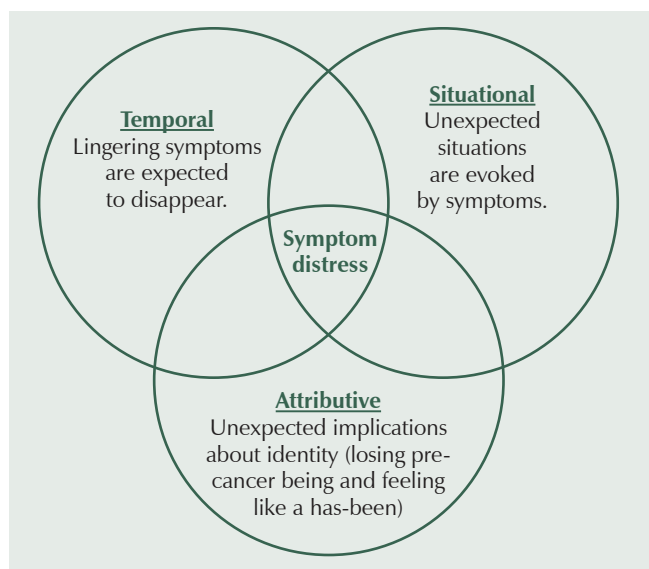 Temporal
Lingering symptoms
are expected
to disappear.
Situational
Unexpected
situations
are evoked
by symptoms.
Symptom
distress
Attributive
Unexpected implications
about identity (losing pre-
cancer being and feeling
like a has-been)